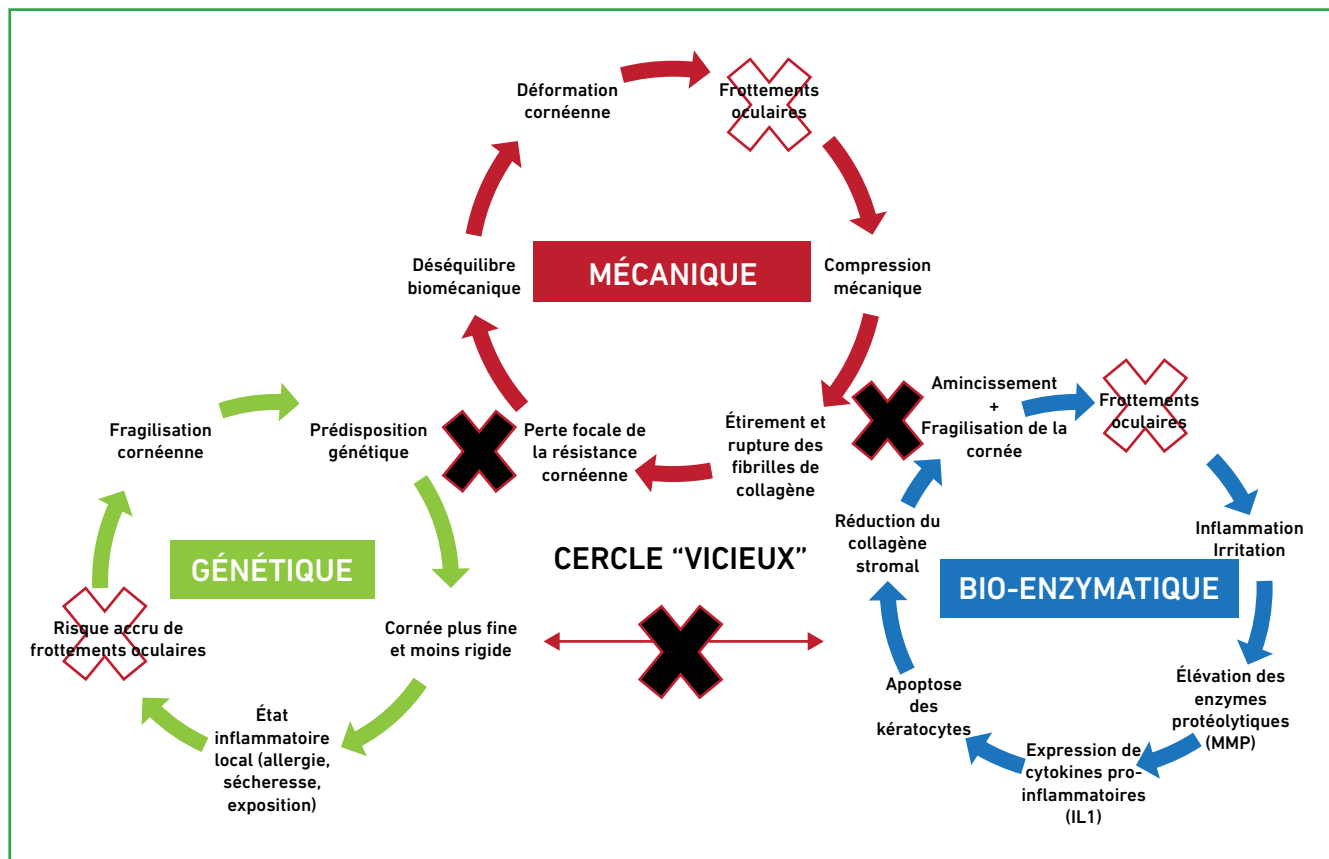 Déformation
cornéenne
Frottements
oculaires
Déséquilibre
biomécanique
MÉCANIQUE
Compression
mécanique
Étirement et
rupture des
fibrilles de
collagène
Perte focale de
la résistance
cornéenne
Fragilisation
cornéenne
Prédisposition
génétique
GÉNÉTIQUE
Risque accru de
frottements oculaires
Cornée plus fine
et moins rigide
État
inflammatoire
local (allergie,
sécheresse,
exposition)
CERCLE “VICIEUX”
Amincissement
+
Fragilisation de la
cornée
Frottements
oculaires
Réduction du
collagène
stromal
Inflammation
Irritation
BIO-ENZYMATIQUE
Apoptose
des
kératocytes
Élévation des
enzymes
protéolytiques
(MMP)
Expression de
cytokines pro-
inflammatoires
(IL1)